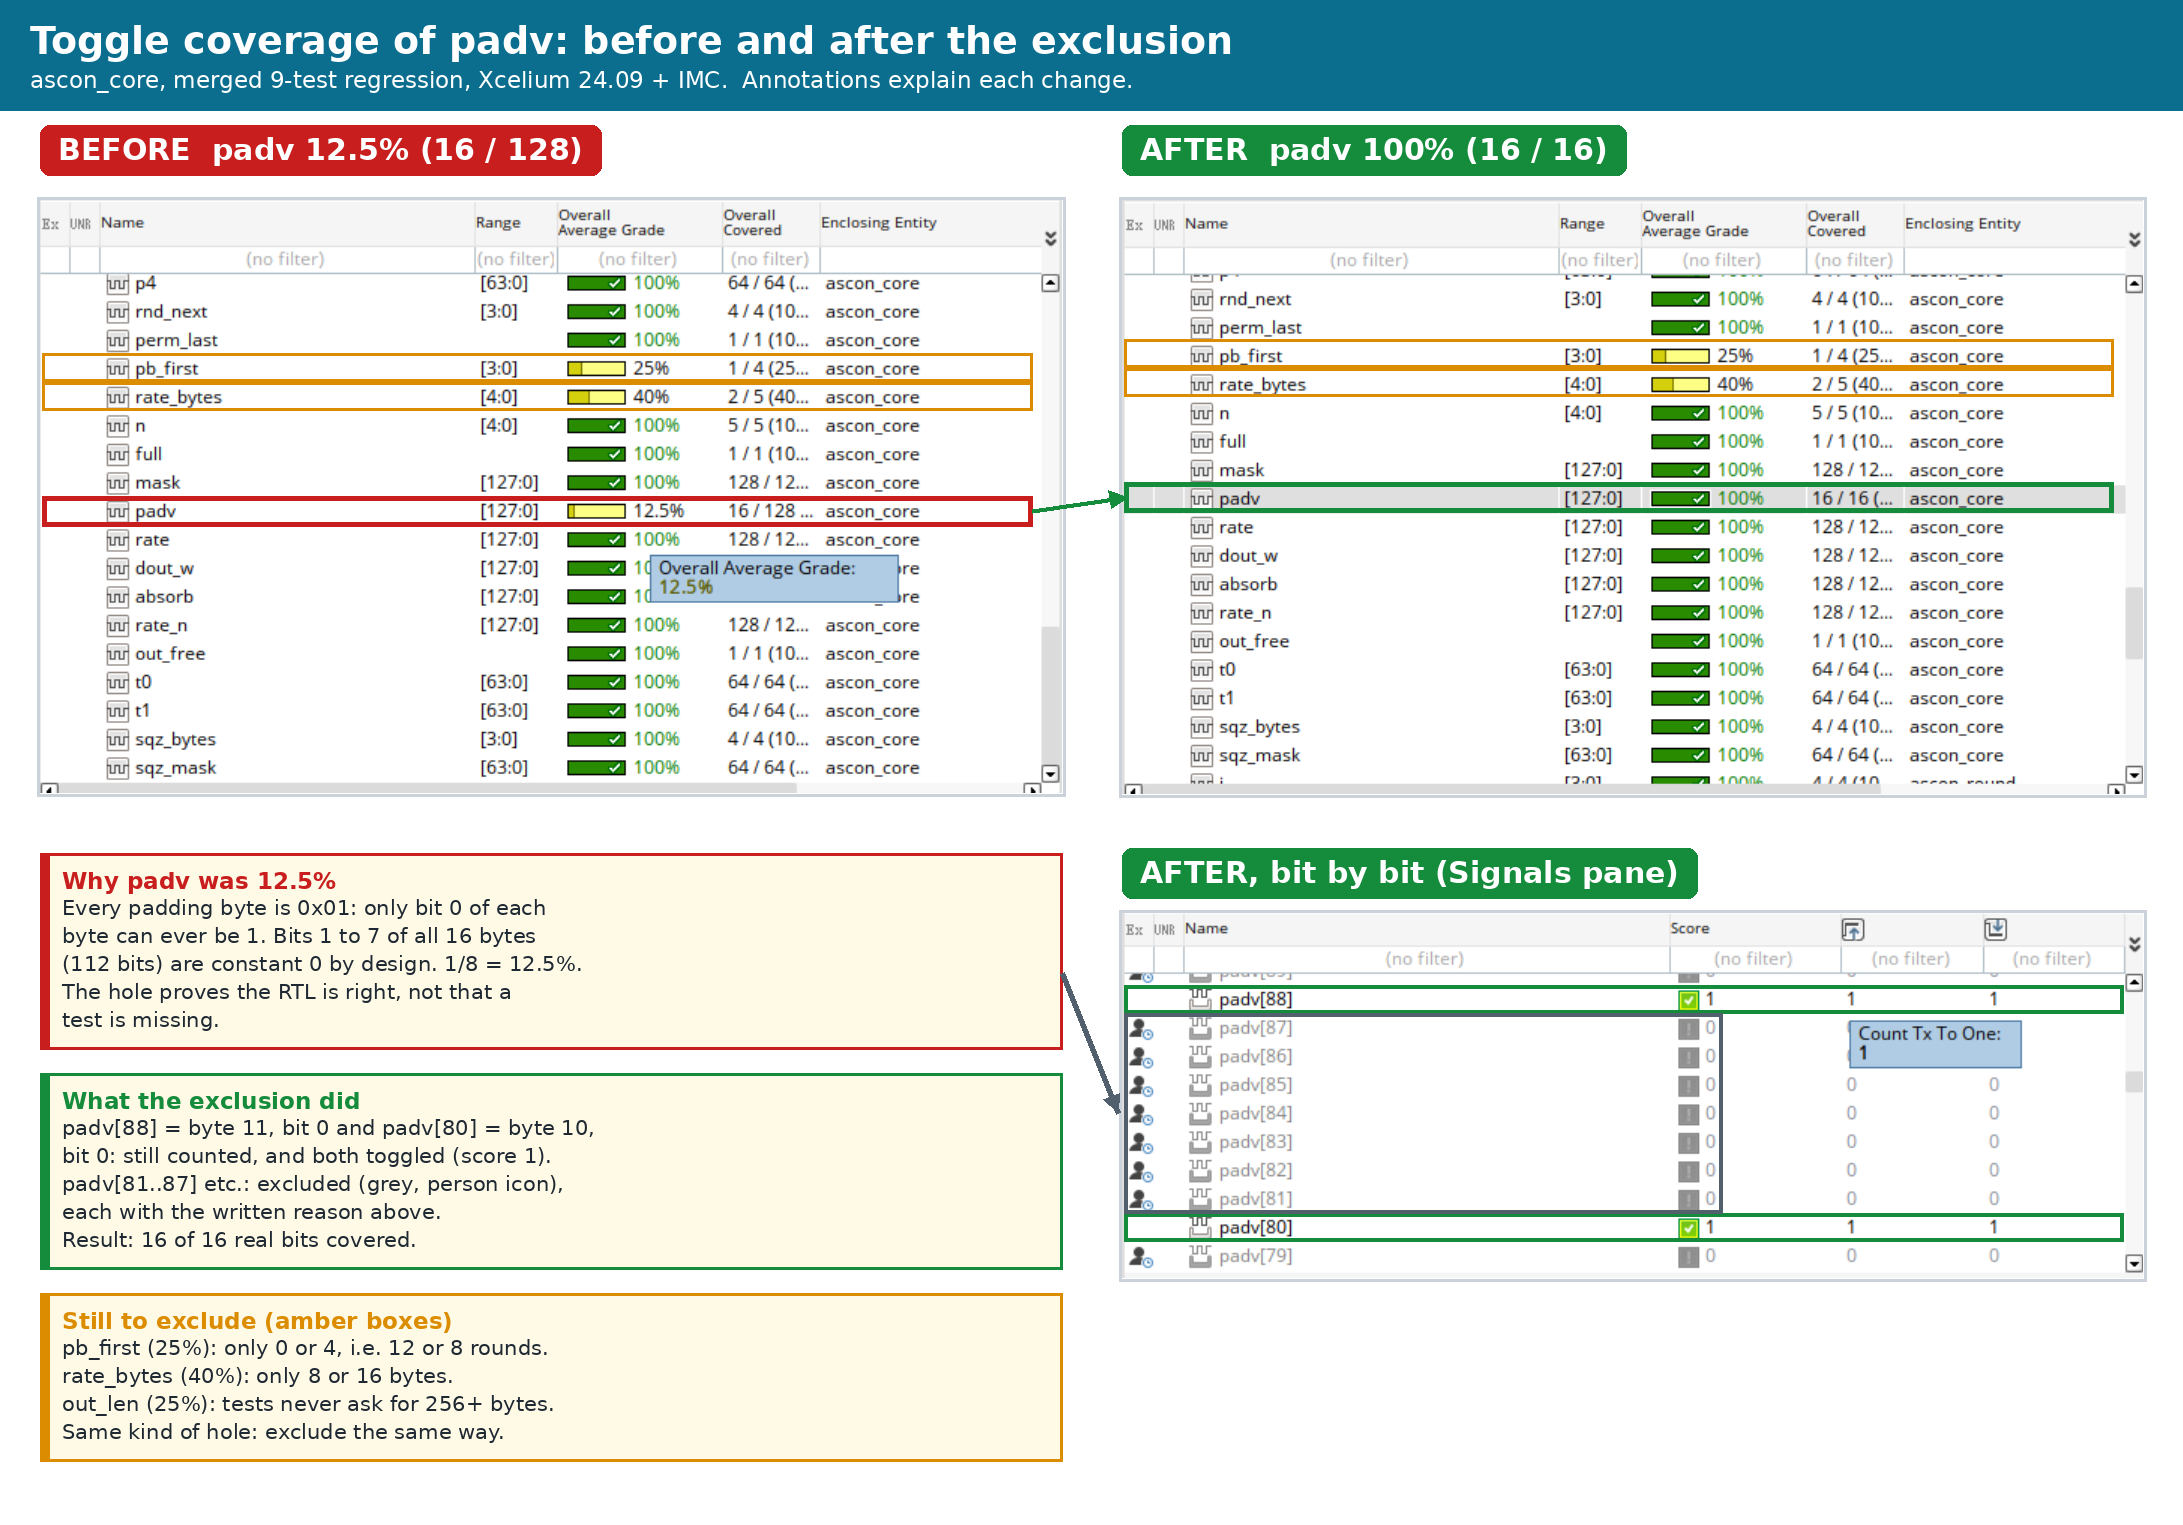 Toggle coverage of padv: before and after the exclusion
ascon_core, merged 9-test regression, Xcelium 24.09 + IMC.  Annotations explain each change.
BEFORE  padv 12.5% (16 / 128)
Ex UNR Name Range Overall Average Grade Overall Covered Enclosing Entity
(no filter) (no filter) (no filter) (no filter)
p4 [63:0] 100% 64 / 64 (... ascon_core
rnd_next [3:0] 100% 4 / 4 (10... ascon_core
perm_last 100% 1 / 1 (10... ascon_core
pb_first [3:0] 25% 1 / 4 (25... ascon_core
rate_bytes [4:0] 40% 2 / 5 (40... ascon_core
n [4:0] 100% 5 / 5 (10... ascon_core
full 100% 1 / 1 (10... ascon_core
mask [127:0] 100% 128 / 12... ascon_core
padv [127:0] 12.5% 16 / 128 ... ascon_core
rate [127:0] 100% 128 / 12... ascon_core
dout_w [127:0]
absorb [127:0]
Overall Average Grade:
12.5%
rate_n [127:0] 100% 128 / 12... ascon_core
out_free 100% 1 / 1 (10... ascon_core
t0 [63:0] 100% 64 / 64 (... ascon_core
t1 [63:0] 100% 64 / 64 (... ascon_core
sqz_bytes [3:0] 100% 4 / 4 (10... ascon_core
sqz_mask [63:0] 100% 64 / 64 (... ascon_core
AFTER  padv 100% (16 / 16)
Ex UNR Name Range Overall Average Grade Overall Covered Enclosing Entity
(no filter) (no filter) (no filter) (no filter)
rnd_next [3:0] 100% 4 / 4 (10... ascon_core
perm_last 100% 1 / 1 (10... ascon_core
pb_first [3:0] 25% 1 / 4 (25... ascon_core
rate_bytes [4:0] 40% 2 / 5 (40... ascon_core
n [4:0] 100% 5 / 5 (10... ascon_core
full 100% 1 / 1 (10... ascon_core
mask [127:0] 100% 128 / 12... ascon_core
padv [127:0] 100% 16 / 16 (... ascon_core
rate [127:0] 100% 128 / 12... ascon_core
dout_w [127:0] 100% 128 / 12... ascon_core
absorb [127:0] 100% 128 / 12... ascon_core
rate_n [127:0] 100% 128 / 12... ascon_core
out_free 100% 1 / 1 (10... ascon_core
t0 [63:0] 100% 64 / 64 (... ascon_core
t1 [63:0] 100% 64 / 64 (... ascon_core
sqz_bytes [3:0] 100% 4 / 4 (10... ascon_core
sqz_mask [63:0] 100% 64 / 64 (... ascon_core
Why padv was 12.5%
Every padding byte is 0x01: only bit 0 of each
byte can ever be 1. Bits 1 to 7 of all 16 bytes
(112 bits) are constant 0 by design. 1/8 = 12.5%.
The hole proves the RTL is right, not that a
test is missing.
What the exclusion did
padv[88] = byte 11, bit 0 and padv[80] = byte 10,
bit 0: still counted, and both toggled (score 1).
padv[81..87] etc.: excluded (grey, person icon),
each with the written reason above.
Result: 16 of 16 real bits covered.
Still to exclude (amber boxes)
pb_first (25%): only 0 or 4, i.e. 12 or 8 rounds.
rate_bytes (40%): only 8 or 16 bytes.
out_len (25%): tests never ask for 256+ bytes.
Same kind of hole: exclude the same way.
AFTER, bit by bit (Signals pane)
Ex UNR Name Score
(no filter) (no filter) (no filter) (no filter)
padv[88] 1 1 1
padv[87] 0
Count Tx To One:
1
padv[86] 0
padv[85] 0 0 0
padv[84] 0 0 0
padv[83] 0 0 0
padv[82] 0 0 0
padv[81] 0 0 0
padv[80] 1 1 1
padv[79] 0 0 0